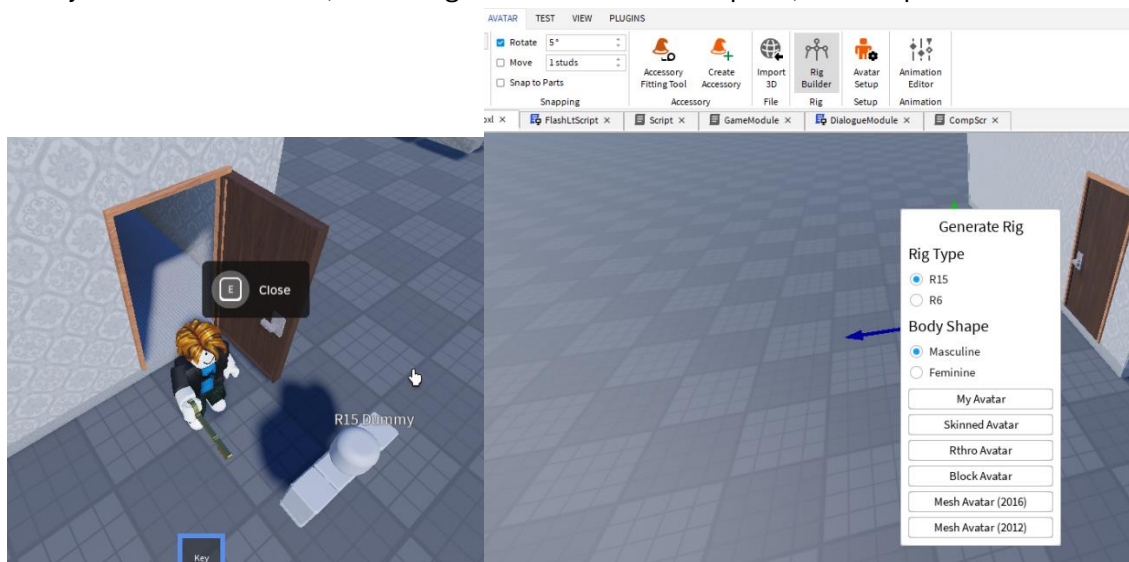 AVATAR TEST VIEW PLUGINS
Rotate 5°
Move 1 studs
Snap to Parts
Snapping
Accessory Fitting Tool
Create Accessory
Accessory
Import 3D
File
Rig Builder
Rig
Avatar Setup
Setup
Animation Editor
Animation
FlashLtScript × Script × GameModule × DialogueModule × CompScr ×
E Close
R15 Dummy
Key
Generate Rig
Rig Type
R15
R6
Body Shape
Masculine
Feminine
My Avatar
Skinned Avatar
Rthro Avatar
Block Avatar
Mesh Avatar (2016)
Mesh Avatar (2012)